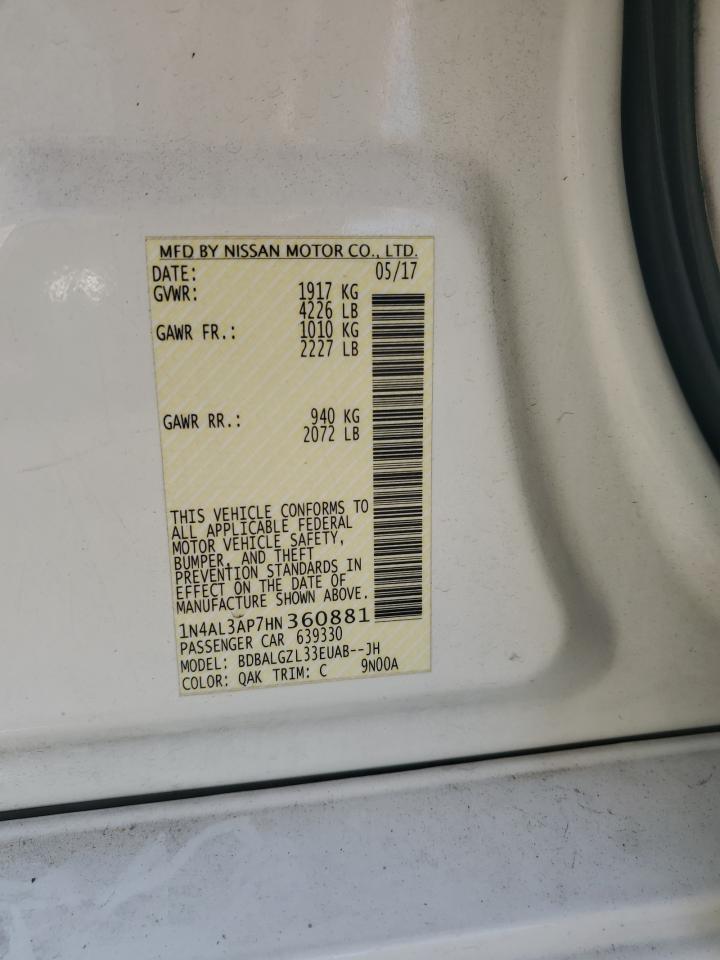 MFD BY NISSAN MOTOR CO., LTD.
DATE: 05/17
GVWR: 1917 KG
4226 LB
GAWR FR.: 1010 KG
2227 LB
GAWR RR.: 940 KG
2072 LB
THIS VEHICLE CONFORMS TO
ALL APPLICABLE FEDERAL
MOTOR VEHICLE SAFETY,
BUMPER, AND THEFT
PREVENTION STANDARDS IN
EFFECT ON THE DATE OF
MANUFACTURE SHOWN ABOVE.
1N4AL3AP7HN360881
PASSENGER CAR 639330
MODEL: BDBALGZL33EUAB--JH
COLOR: QAK TRIM: C 9N00A